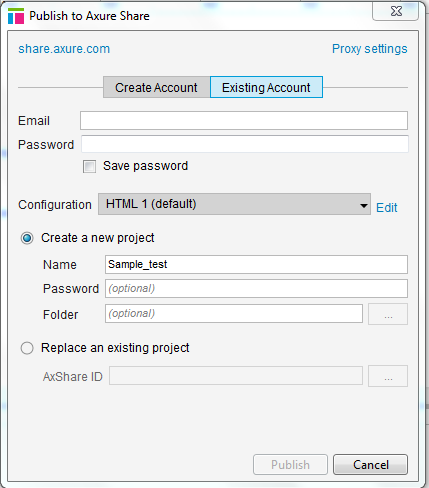 Publish to Axure Share
share.axure.com Proxy settings
Create Account Existing Account
Email
Password
Save password
Configuration HTML 1 (default) Edit
Create a new project
Name Sample_test
Password (optional)
Folder (optional) ...
Replace an existing project
AxShare ID ...
Publish Cancel